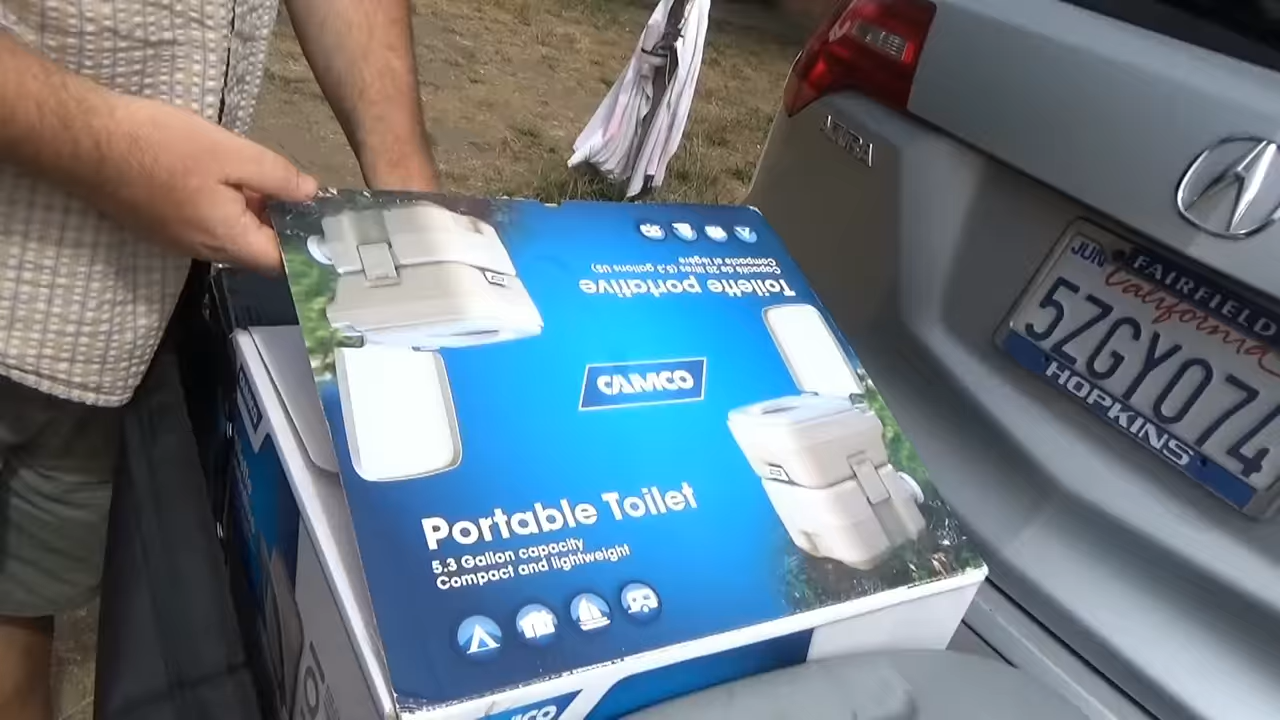 Toilette portative
Capacité de 20 litres (5.3 gallons US)
Compacte et légère
CAMCO
Portable Toilet
5.3 Gallon capacity
Compact and lightweight
CAMCO
ACURA
JUN
FAIRFIELD
California
5ZGY074
HOPKINS